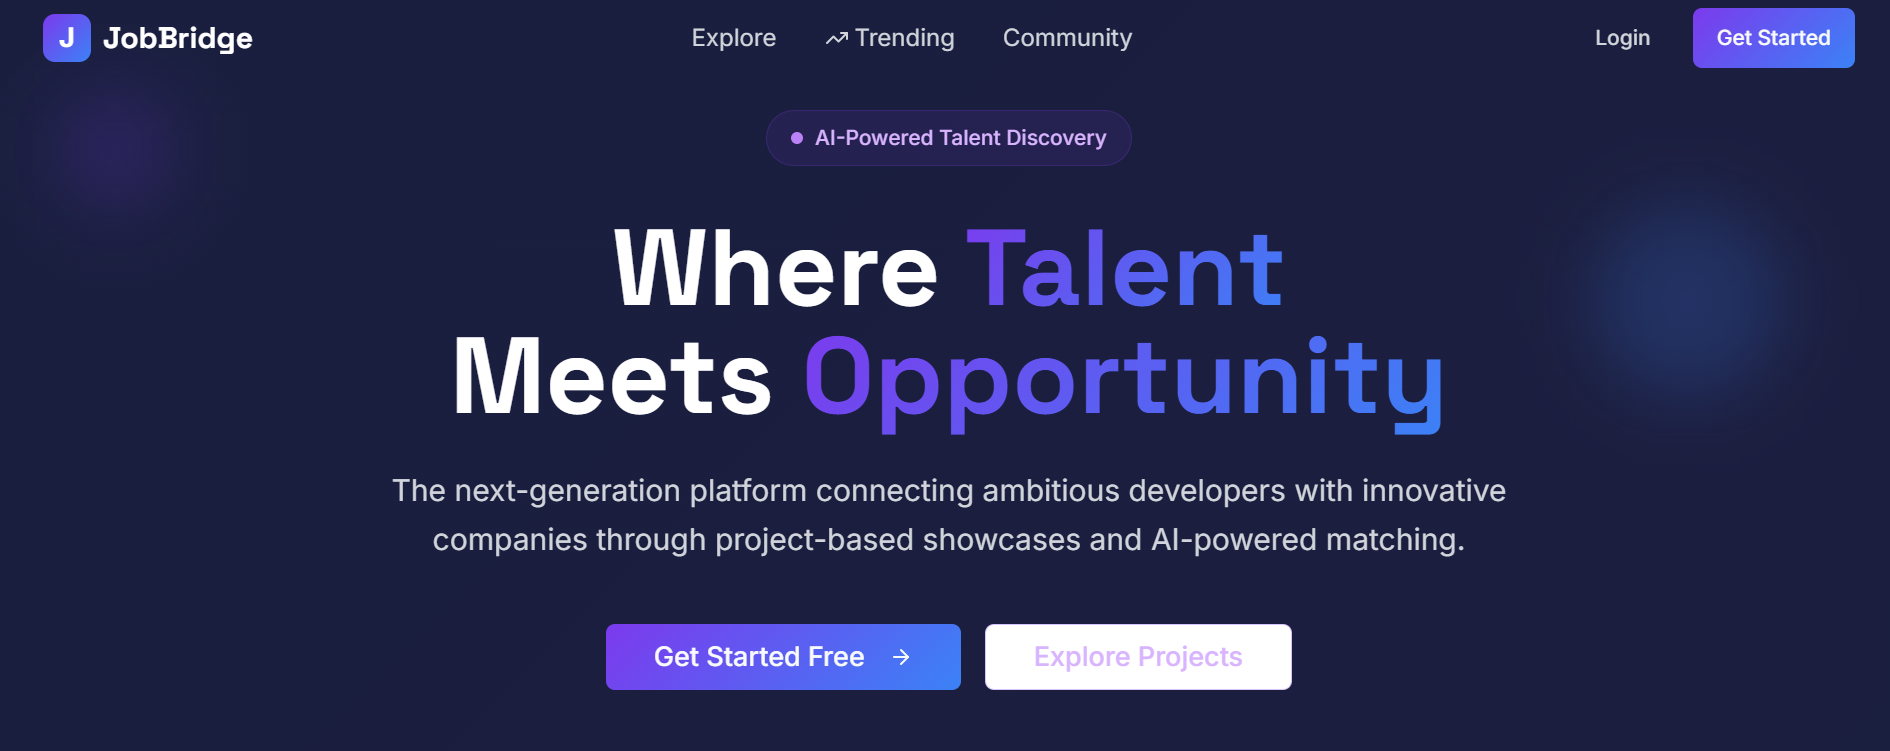 J JobBridge
Explore
Trending
Community
Login
Get Started
AI-Powered Talent Discovery
Where Talent
Meets Opportunity
The next-generation platform connecting ambitious developers with innovative
companies through project-based showcases and AI-powered matching.
Get Started Free
Explore Projects